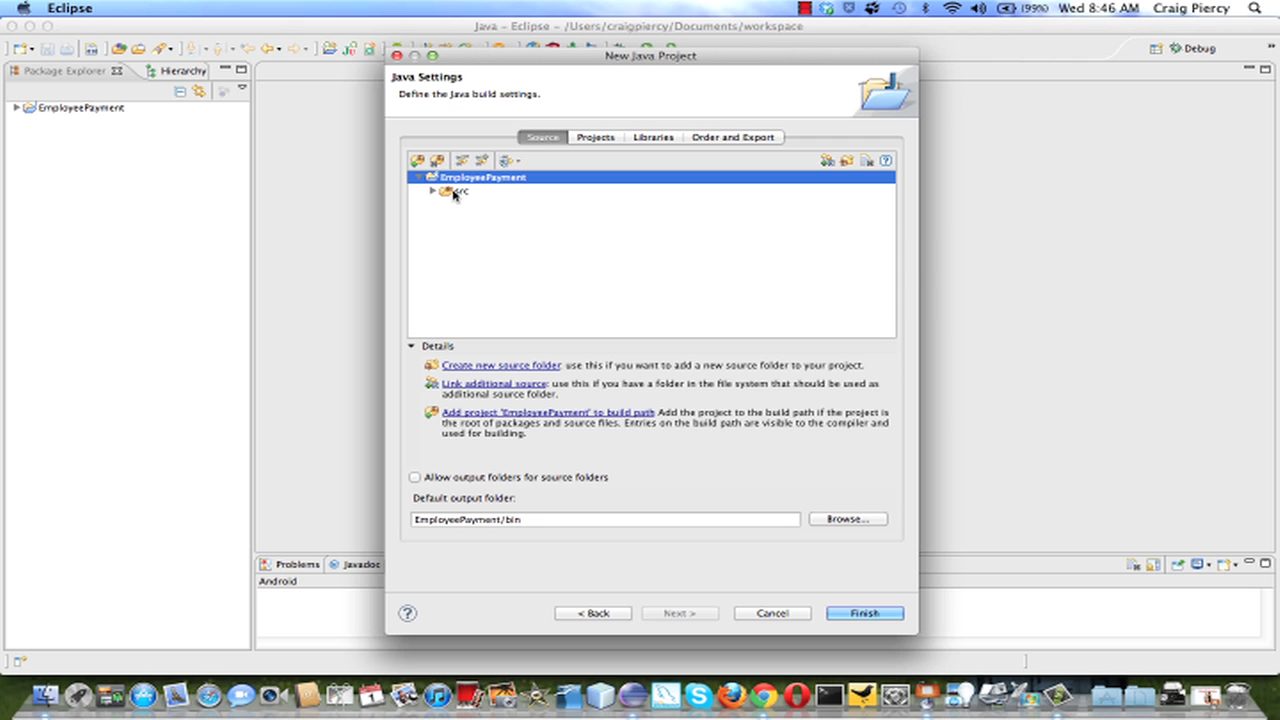 Eclipse
(99%) Wed 8:46 AM Craig Piercy
Java - Eclipse - /Users/craigpiercy/Documents/workspace
Debug
Package Explorer
Hierarchy
EmployeePayment
New Java Project
Java Settings
Define the Java build settings.
Source Projects Libraries Order and Export
EmployeePayment
src
Details
Create new source folder: use this if you want to add a new source folder to your project.
Link additional source: use this if you have a folder in the file system that should be used as
additional source folder.
Add project 'EmployeePayment' to build path Add the project to the build path if the project is
the root of packages and source files. Entries on the build path are visible to the compiler and
used for building.
Allow output folders for source folders
Default output folder:
EmployeePayment/bin
Browse...
< Back Next > Cancel Finish
Problems Javadoc
Android